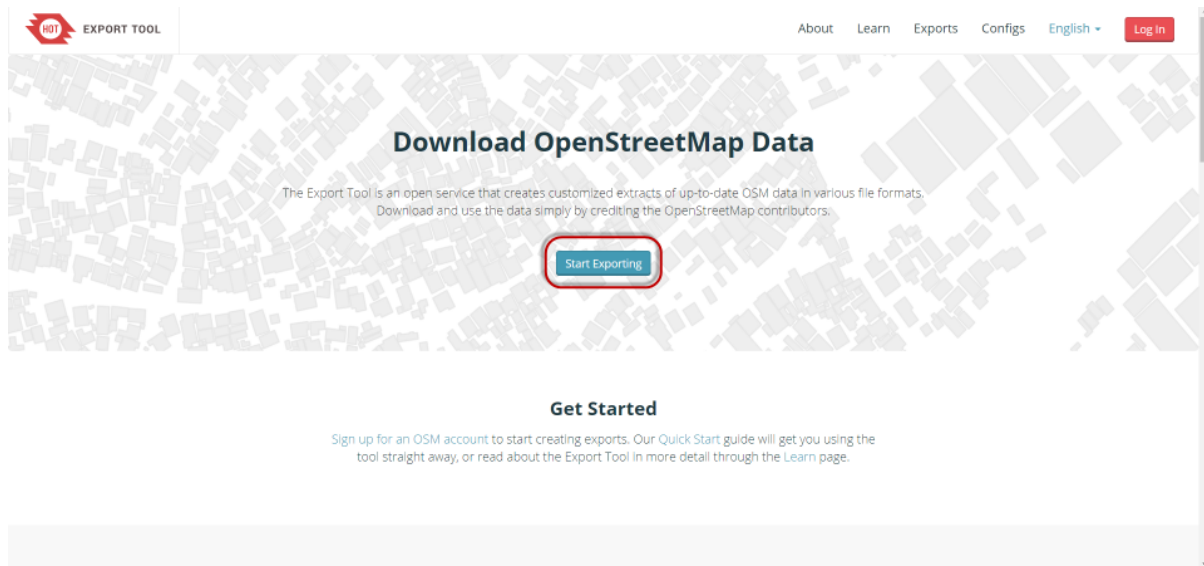 HOT EXPORT TOOL About Learn Exports Configs English Log In
Download OpenStreetMap Data
The Export Tool is an open service that creates customized extracts of up-to-date OSM data in various file formats.
Download and use the data simply by crediting the OpenStreetMap contributors.
Start Exporting
Get Started
Sign up for an OSM account to start creating exports. Our Quick Start guide will get you using the
tool straight away, or read about the Export Tool in more detail through the Learn page.